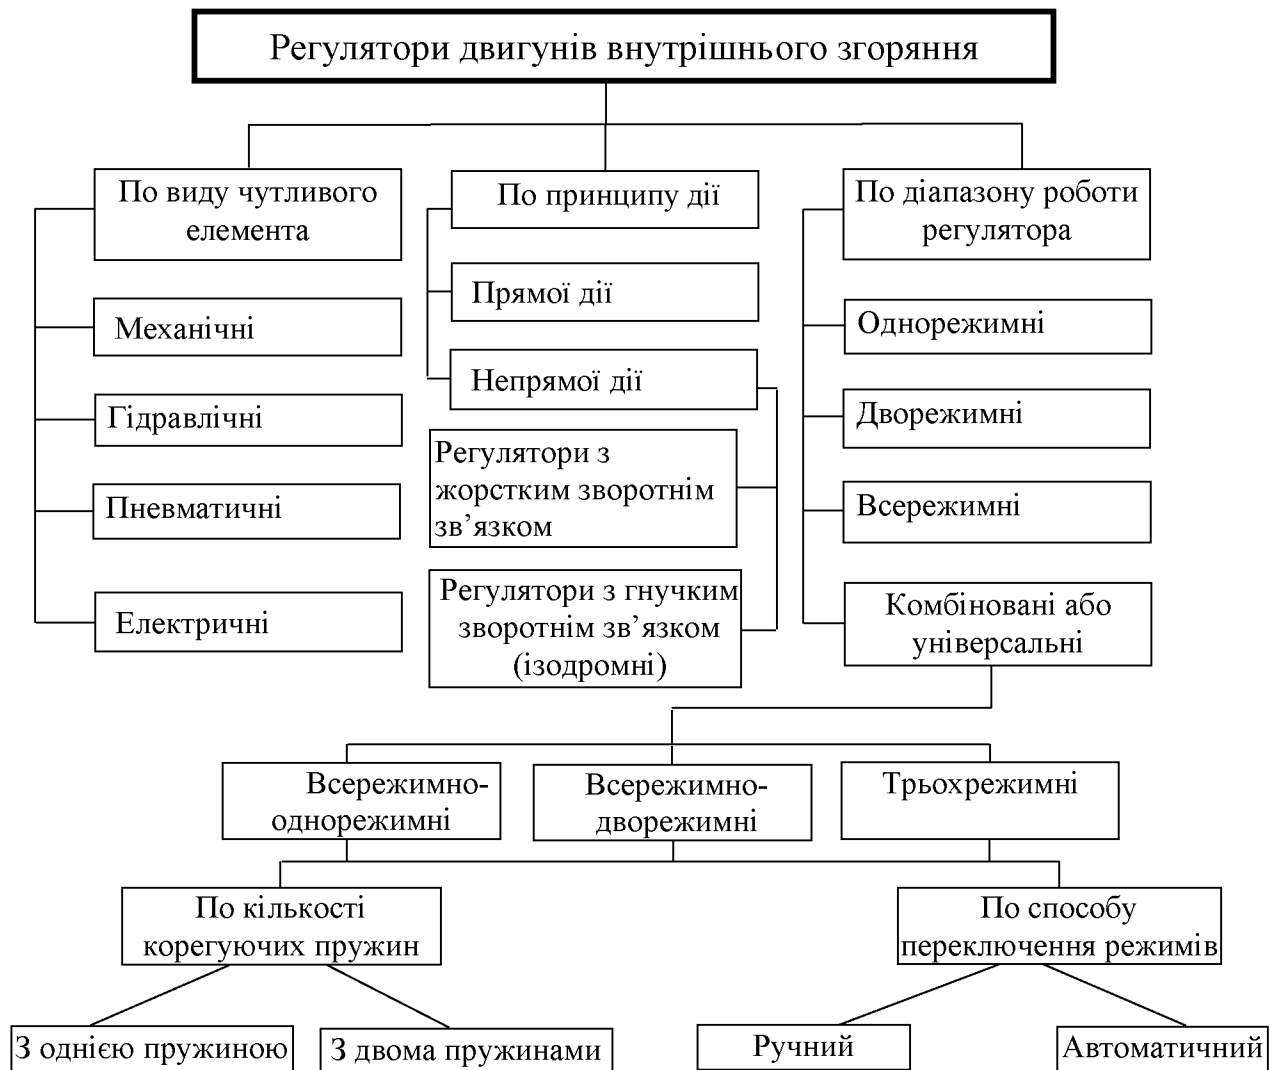 Регулятори двигунів внутрішнього згоряння
По виду чутливого
елемента
Механічні
Гідравлічні
Пневматичні
Електричні
По принципу дії
Прямої дії
Непрямої дії
Регулятори з
жорстким зворотнім
зв’язком
Регулятори з гнучким
зворотнім зв’язком
(ізодромні)
По діапазону роботи
регулятора
Однорежимні
Дворежимні
Всережимні
Комбіновані або
універсальні
Всережимно-
однорежимні
Всережимно-
дворежимні
Трьохрежимні
По кількості
корегуючих пружин
З однією пружиною
З двома пружинами
По способу
переключення режимів
Ручний
Автоматичний